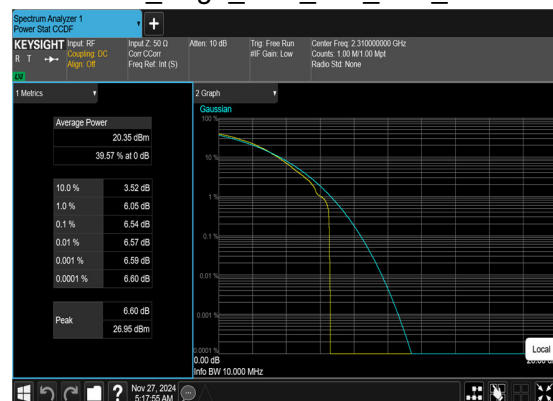 Spectrum Analyzer 1
Power Stat CCDF
+
KEYSIGHT
R T
LW
Input: RF
Coupling: DC
Align: Off
Input Z: 50 Ω
Corr CCorr
Freq Ref: Int (S)
Atten: 10 dB
Trig: Free Run
#IF Gain: Low
Center Freq: 2.310000000 GHz
Counts: 1.00 M/1.00 Mpt
Radio Std: None
1 Metrics
Average Power
20.35 dBm
39.57 % at 0 dB
10.0 % 3.52 dB
1.0 % 6.05 dB
0.1 % 6.54 dB
0.01 % 6.57 dB
0.001 % 6.59 dB
0.0001 % 6.60 dB
Peak
6.60 dB
26.95 dBm
2 Graph
Gaussian
100 %
10 %
1 %
0.1 %
0.01 %
0.001 %
0.0001 %
0.00 dB
Info BW 10.000 MHz
Local
?
Nov 27, 2024
5:17:55 AM